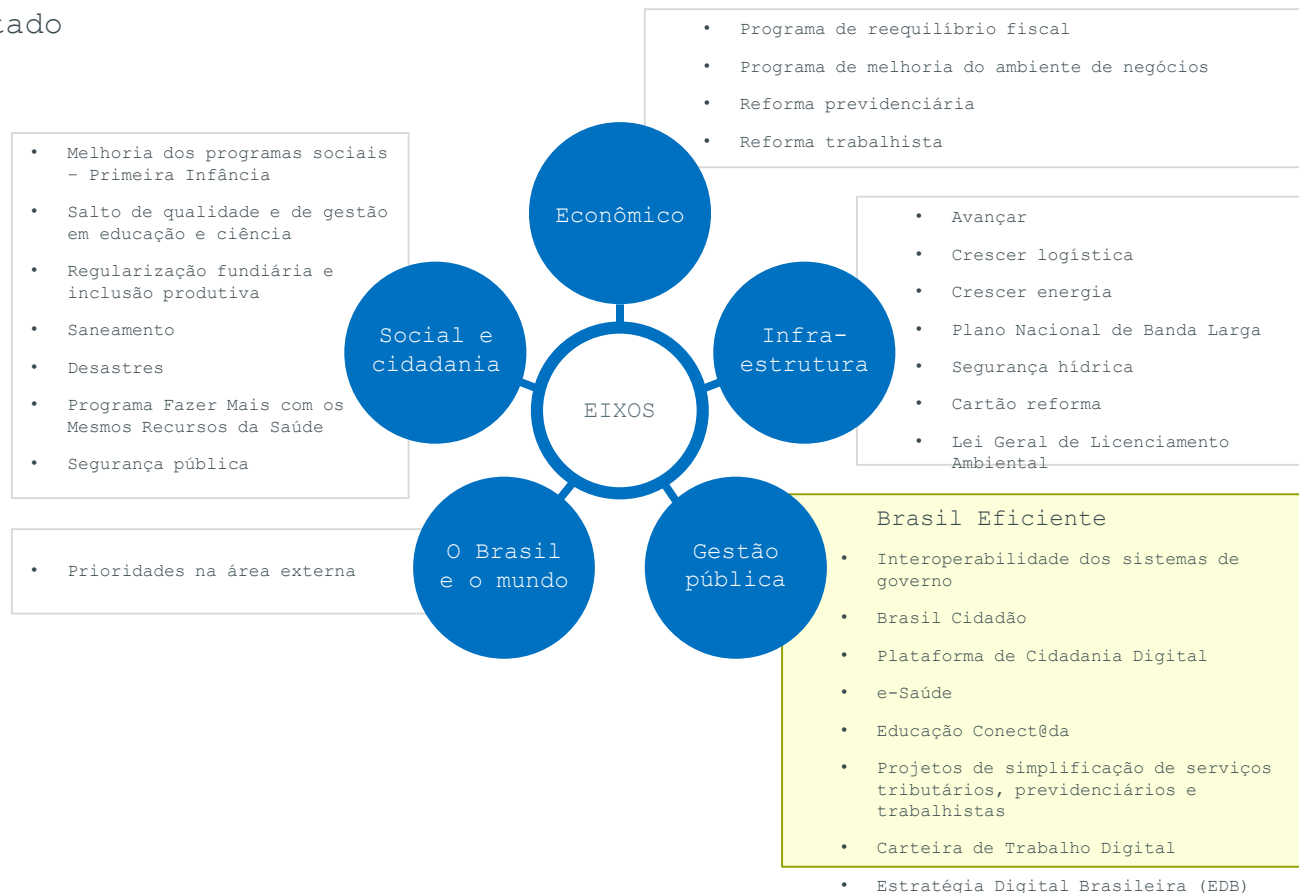 • Programa de reequilíbrio fiscal
• Programa de melhoria do ambiente de negócios
• Reforma previdenciária
• Reforma trabalhista
• Melhoria dos programas sociais
– Primeira Infância
• Salto de qualidade e de gestão
em educação e ciência
• Regularização fundiária e
inclusão produtiva
• Saneamento
• Desastres
• Programa Fazer Mais com os
Mesmos Recursos da Saúde
• Segurança pública
Econômico
• Avançar
• Crescer logística
• Crescer energia
• Plano Nacional de Banda Larga
• Segurança hídrica
• Cartão reforma
• Lei Geral de Licenciamento
Ambiental
Social e
cidadania
Infra-
estrutura
EIXOS
• Prioridades na área externa
O Brasil
e o mundo
Gestão
pública
Brasil Eficiente
• Interoperabilidade dos sistemas de
governo
• Brasil Cidadão
• Plataforma de Cidadania Digital
• e-Saúde
• Educação Conect@da
• Projetos de simplificação de serviços
tributários, previdenciários e
trabalhistas
• Carteira de Trabalho Digital
• Estratégia Digital Brasileira (EDB)